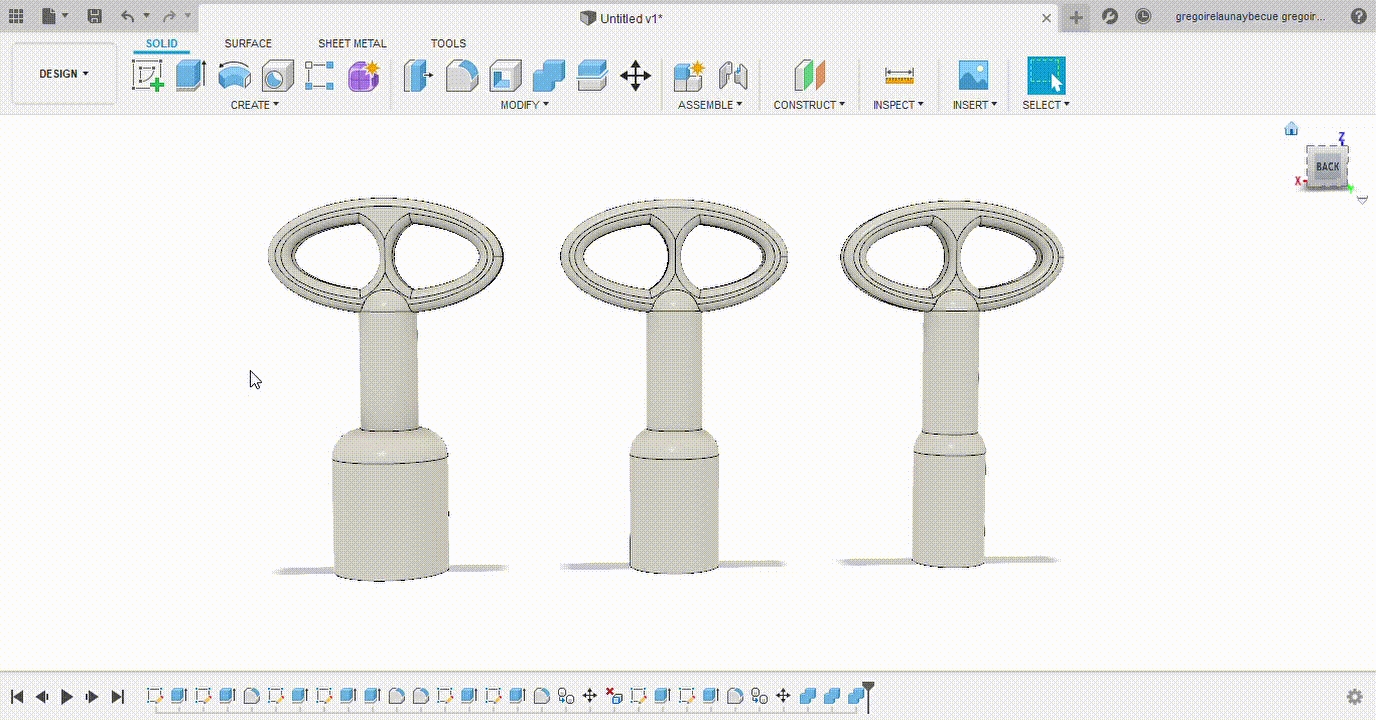 Untitled v1*
gregoirelaunaybecue gregoir...
SOLID SURFACE SHEET METAL TOOLS
DESIGN
CREATE MODIFY ASSEMBLE CONSTRUCT INSPECT INSERT SELECT
Z
BACK
X